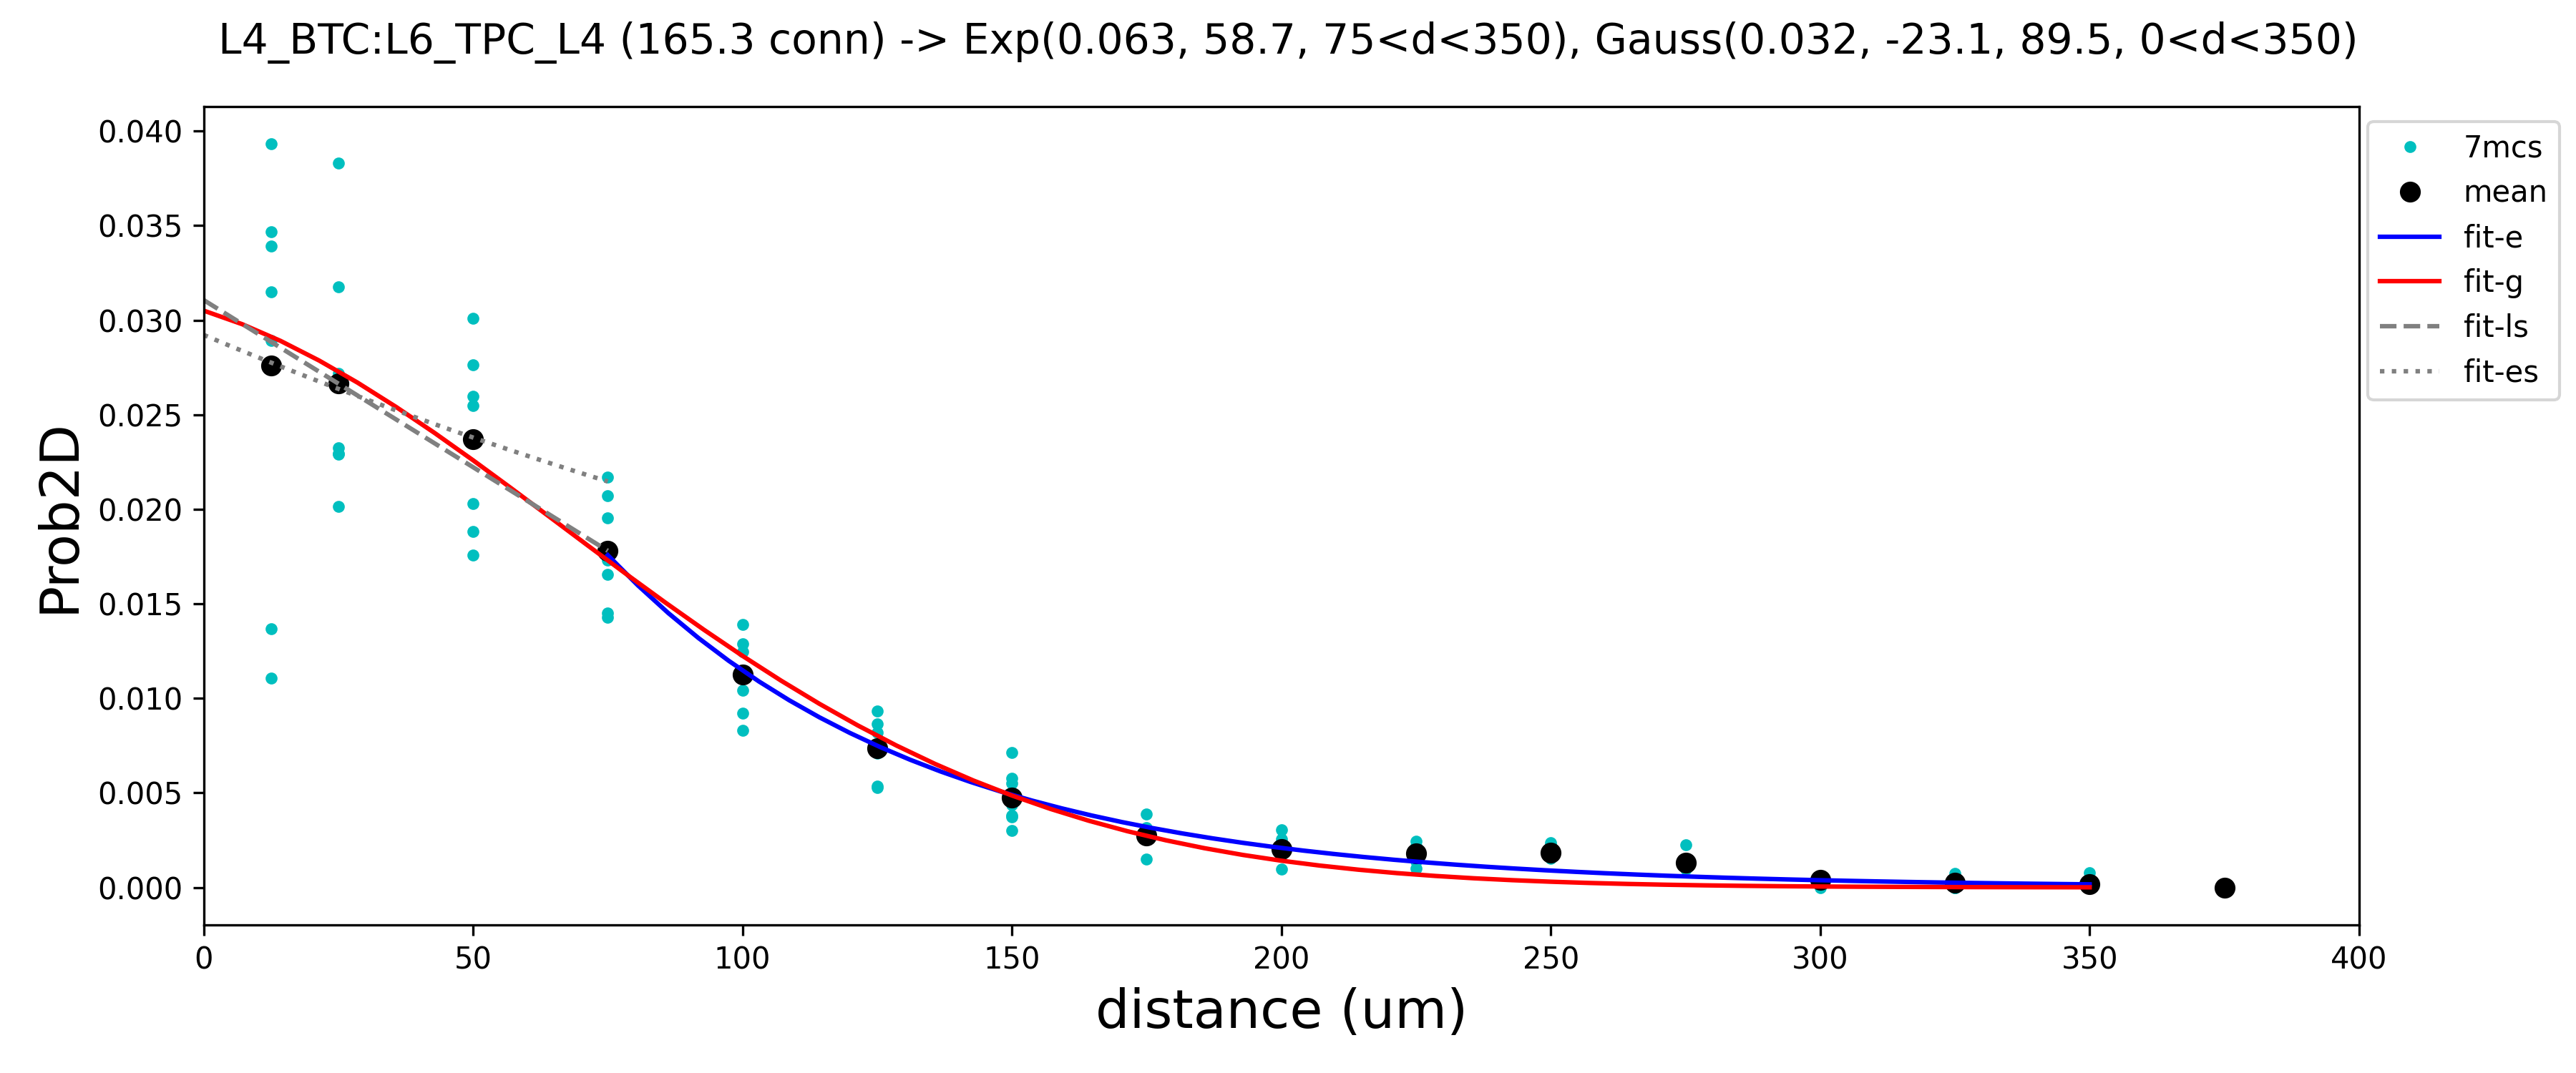 L4_BTC:L6_TPC_L4 (165.3 conn) -> Exp(0.063, 58.7, 75<d<350), Gauss(0.032, -23.1, 89.5, 0<d<350)
0.040
0.035
0.030
0.025
0.020
0.015
0.010
0.005
0.000
Prob2D
0 50 100 150 200 250 300 350 400
distance (um)
7mcs
mean
fit-e
fit-g
fit-ls
fit-es